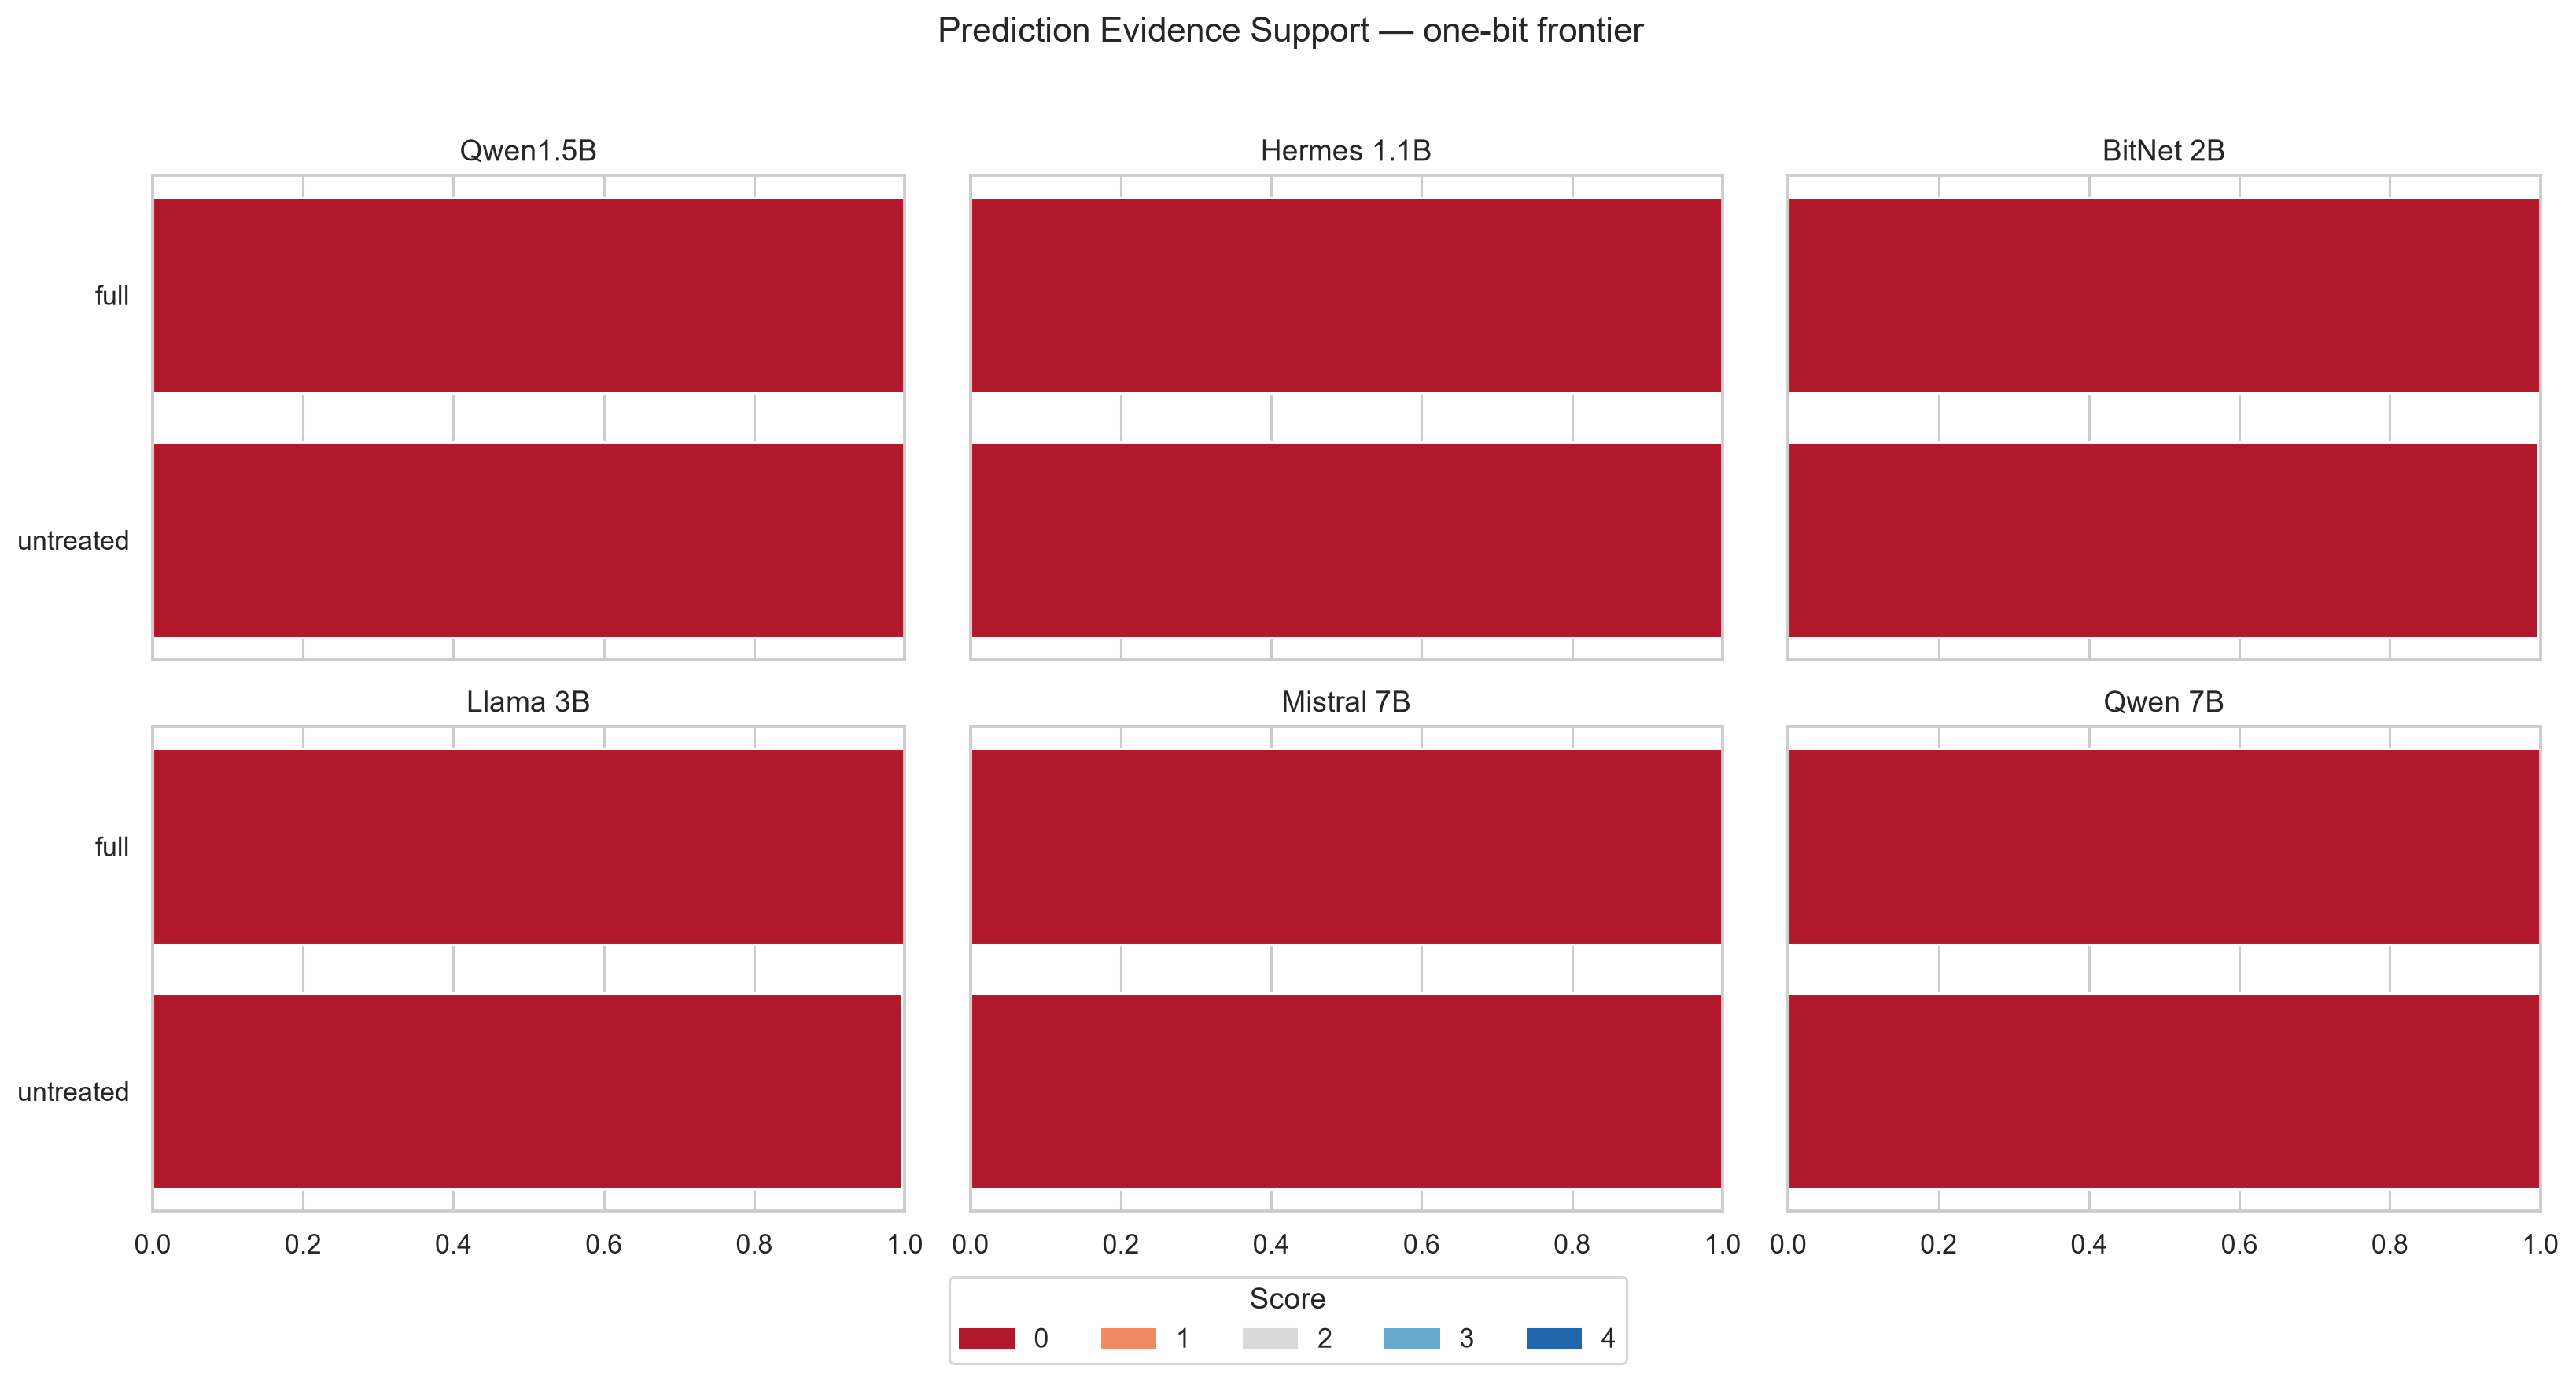 Prediction Evidence Support — one-bit frontier
Qwen1.5B
Hermes 1.1B
BitNet 2B
full
untreated
Llama 3B
Mistral 7B
Qwen 7B
full
untreated
0.0 0.2 0.4 0.6 0.8 1.0
0.0 0.2 0.4 0.6 0.8 1.0
0.0 0.2 0.4 0.6 0.8 1.0
Score
0 1 2 3 4